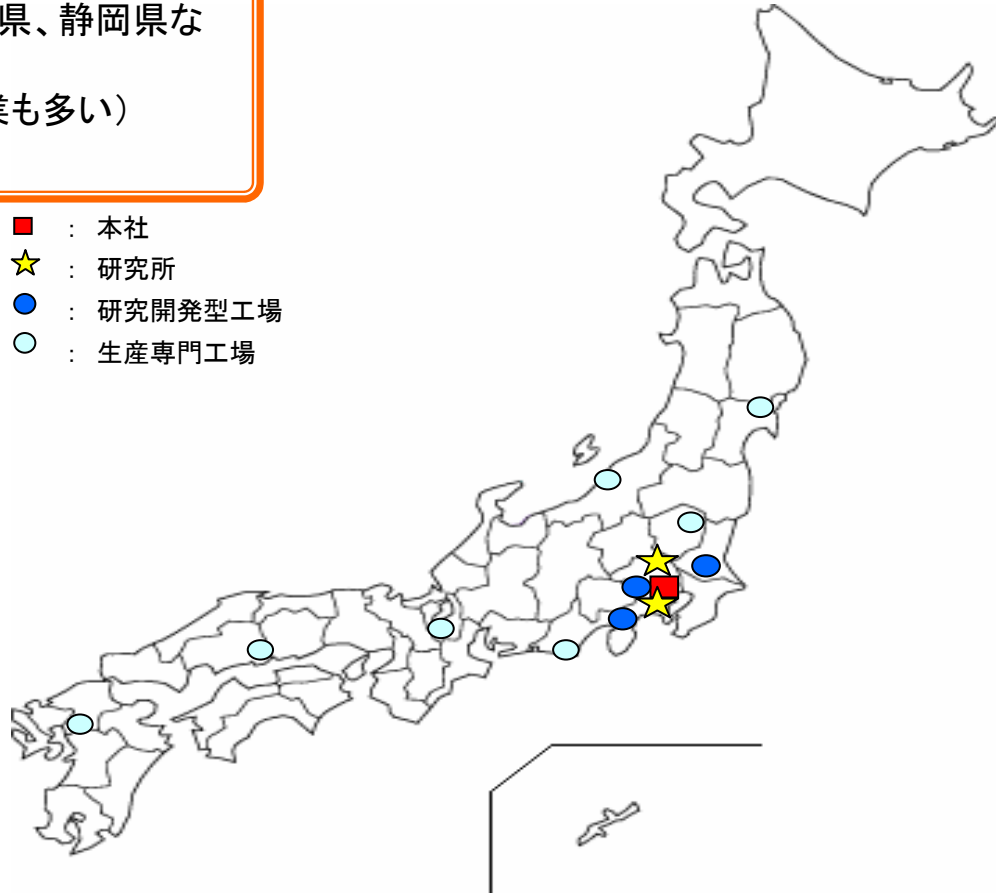 県、静岡県な
業も多い）
： 本社
： 研究所
： 研究開発型工場
： 生産専門工場